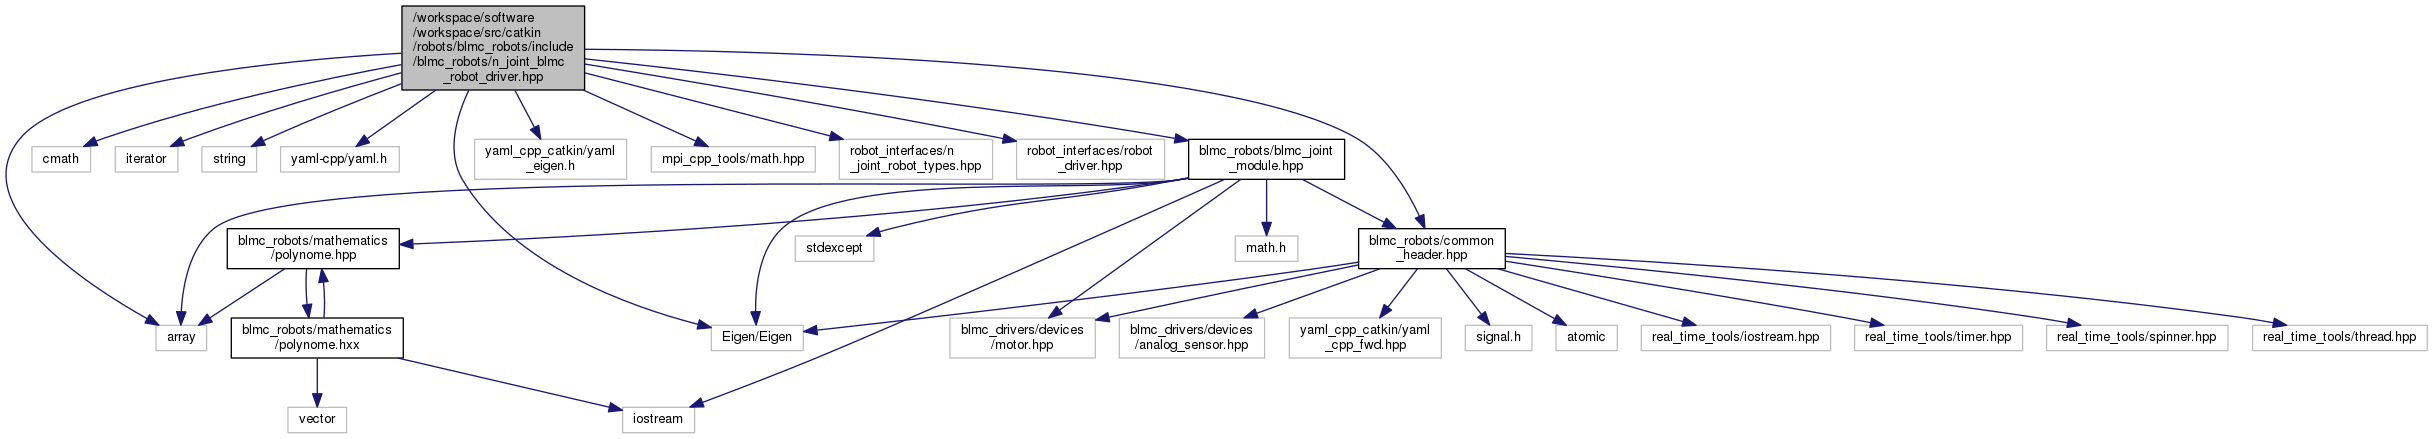 /workspace/software
/workspace/src/catkin
/robots/blmc_robots/include
/blmc_robots/n_joint_blmc
_robot_driver.hpp
cmath
iterator
string
yaml-cpp/yaml.h
yaml_cpp_catkin/yaml
_eigen.h
mpi_cpp_tools/math.hpp
robot_interfaces/n
_joint_robot_types.hpp
robot_interfaces/robot
_driver.hpp
blmc_robots/blmc_joint
_module.hpp
blmc_robots/mathematics
/polynome.hpp
stdexcept
math.h
blmc_robots/common
_header.hpp
array
blmc_robots/mathematics
/polynome.hxx
Eigen/Eigen
blmc_drivers/devices
/motor.hpp
blmc_drivers/devices
/analog_sensor.hpp
yaml_cpp_catkin/yaml
_cpp_fwd.hpp
signal.h
atomic
real_time_tools/iostream.hpp
real_time_tools/timer.hpp
real_time_tools/spinner.hpp
real_time_tools/thread.hpp
vector
iostream